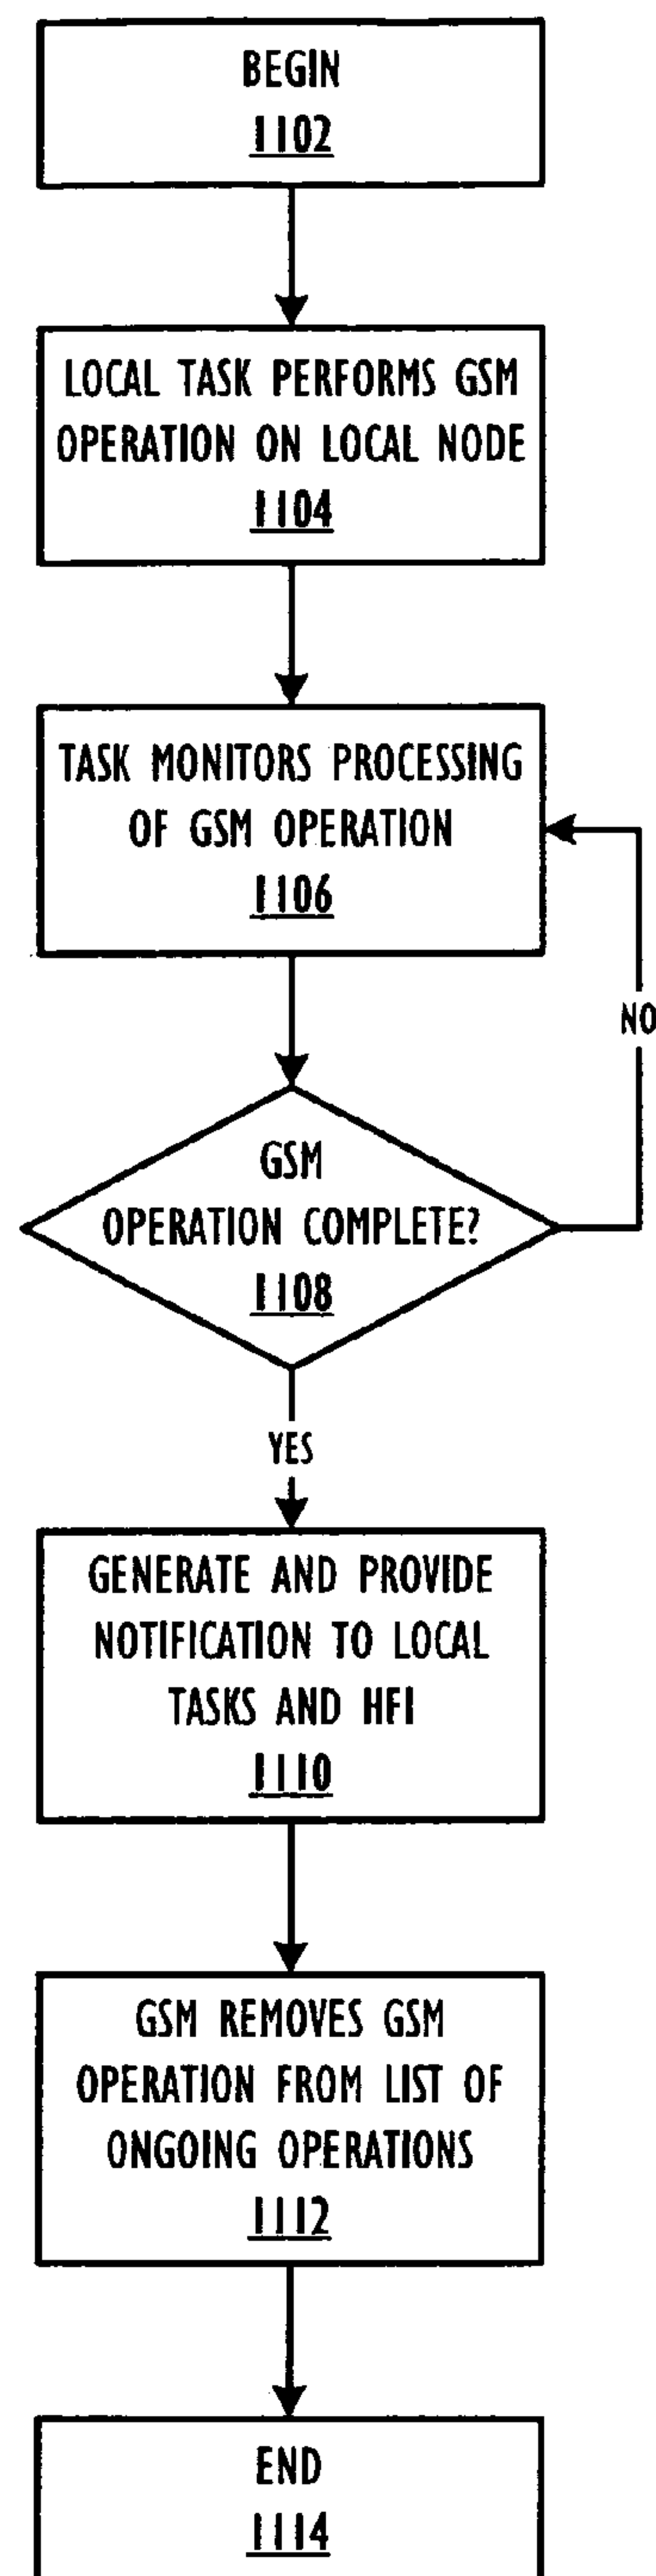 BEGIN
1102
LOCAL TASK PERFORMS GSM
OPERATION ON LOCAL NODE
1104
TASK MONITORS PROCESSING
OF GSM OPERATION
1106
NO
GSM
OPERATION COMPLETE?
1108
YES
GENERATE AND PROVIDE
NOTIFICATION TO LOCAL
TASKS AND HFI
1110
GSM REMOVES GSM
OPERATION FROM LIST OF
ONGOING OPERATIONS
1112
END
1114